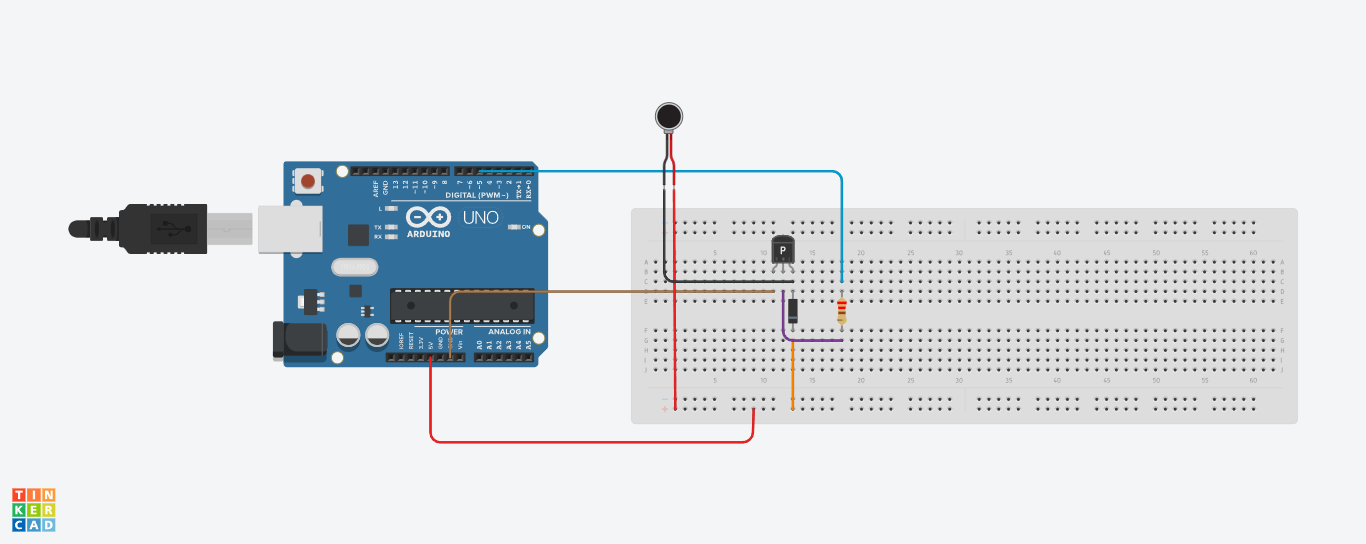 AREF
GND
13
12
~11
~10
~9
8
7
~6
~5
4
~3
2
TX→1
RX←0
DIGITAL (PWM~)
L
TX
RX
UNO
ARDUINO
ON
POWER
ANALOG IN
IOREF
RESET
3.3V
5V
GND
Vin
A0
A1
A2
A3
A4
A5
P
5 10 15 20 25 30 35 40 45 50 55 60
A A
B B
C C
D D
E E
F F
G G
H H
I I
J J
5 10 15 20 25 30 35 40 45 50 55 60
TIN
KER
CAD